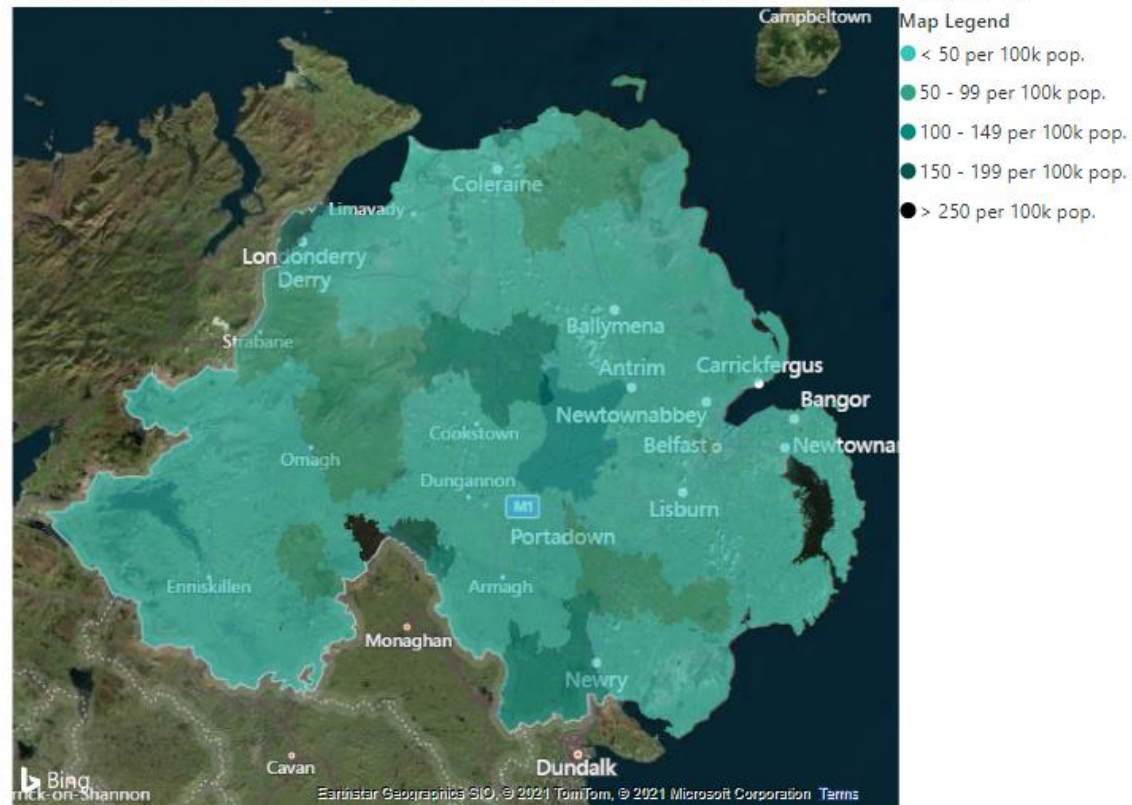 Campbeltown
Map Legend
< 50 per 100k pop.
50 - 99 per 100k pop.
100 - 149 per 100k pop.
150 - 199 per 100k pop.
> 250 per 100k pop.
Coleraine
Limavady
Londonderry
Derry
Strabane
Ballymena
Antrim
Carrickfergus
Bangor
Newtownabbey
Cookstown
Belfast
Newtownar
Omagh
Dungannon
M1
Lisburn
Portadown
Enniskillen
Armagh
Monaghan
Newry
Cavan
Dundalk
Bing
rrick-on-Shannon
Earthstar Geographics SIO, © 2021 TomTom, © 2021 Microsoft Corporation Terms